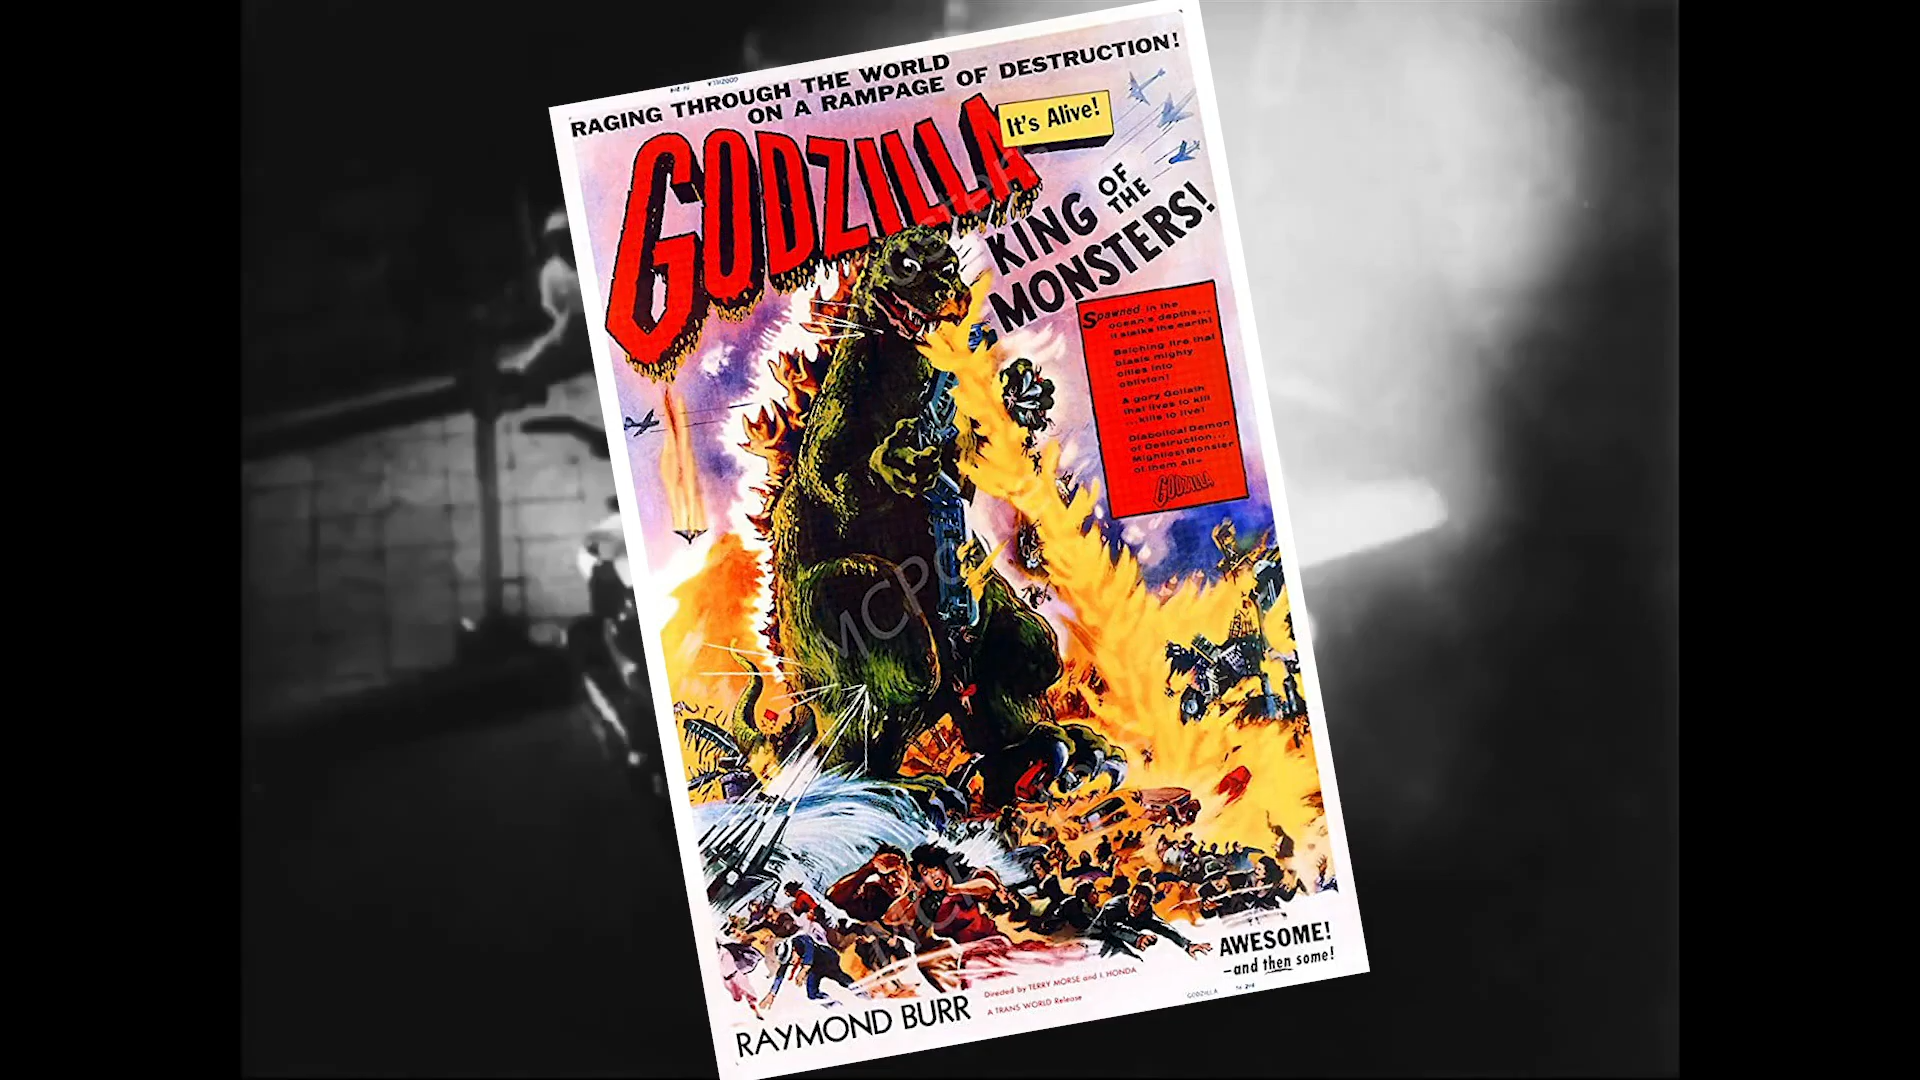 RAGING THROUGH THE WORLD
ON A RAMPAGE OF DESTRUCTION!
GODZILLA
It's Alive!
KING OF THE
MONSTERS!
Spawned in the
ocean's depths...
it stalks the earth!
Belching fire that
blasts mighty
cities into
oblivion!
A gory Goliath
that lives to kill
...kills to live!
Diabolical Demon
of Destruction...
Mightiest Monster
of them all—
GODZILLA
AWESOME!
—and then some!
Directed by TERRY MORSE and I. HONDA
A TRANS WORLD Release
RAYMOND BURR
GODZILLA